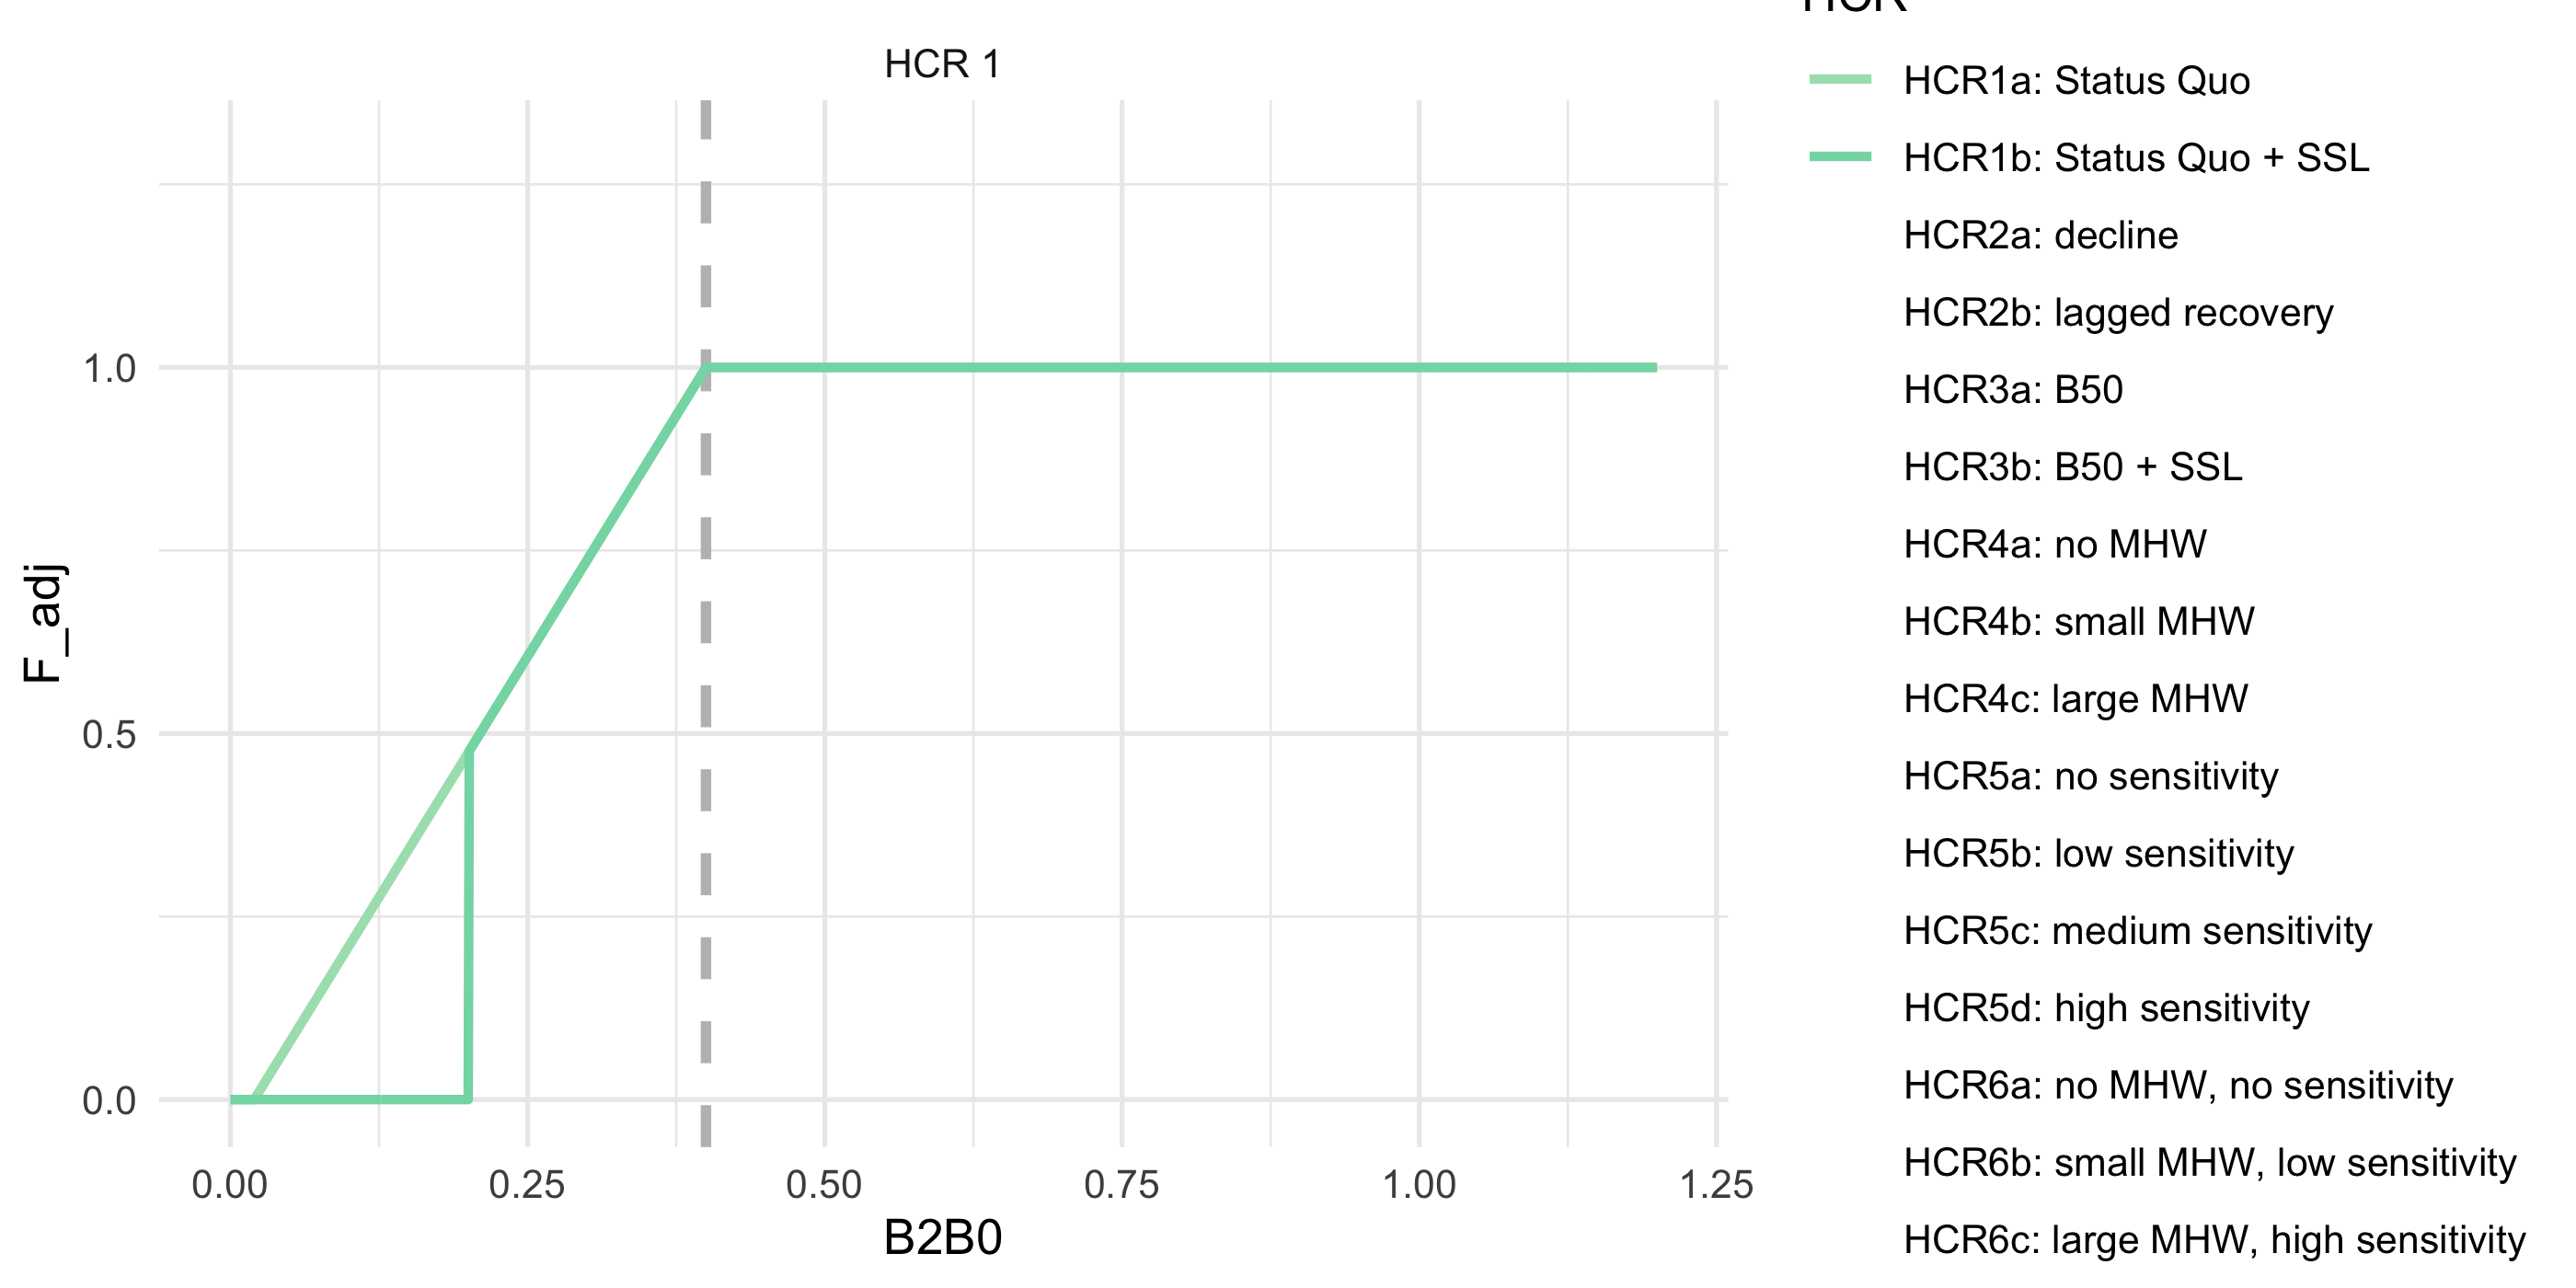 HCR
HCR 1
HCR1a: Status Quo
HCR1b: Status Quo + SSL
HCR2a: decline
HCR2b: lagged recovery
HCR3a: B50
HCR3b: B50 + SSL
HCR4a: no MHW
HCR4b: small MHW
HCR4c: large MHW
HCR5a: no sensitivity
HCR5b: low sensitivity
HCR5c: medium sensitivity
HCR5d: high sensitivity
HCR6a: no MHW, no sensitivity
HCR6b: small MHW, low sensitivity
HCR6c: large MHW, high sensitivity
F_adj
1.0
0.5
0.0
0.00
0.25
0.50
0.75
1.00
1.25
B2B0